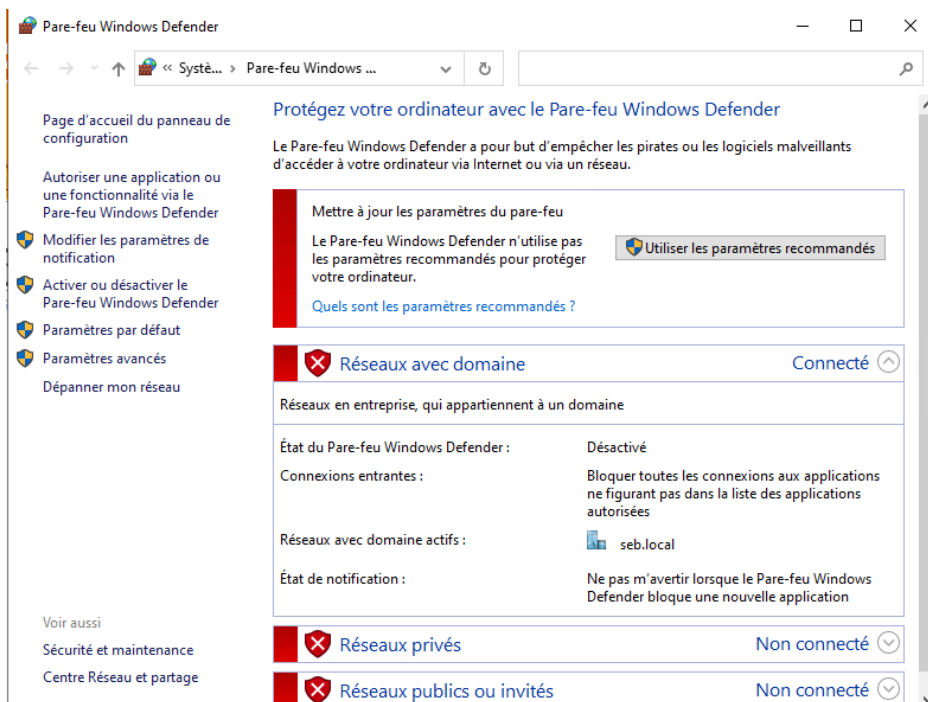 Pare-feu Windows Defender
« Systè... › Pare-feu Windows ...
Page d'accueil du panneau de
configuration
Autoriser une application ou
une fonctionnalité via le
Pare-feu Windows Defender
Modifier les paramètres de
notification
Activer ou désactiver le
Pare-feu Windows Defender
Paramètres par défaut
Paramètres avancés
Dépanner mon réseau
Voir aussi
Sécurité et maintenance
Centre Réseau et partage
Protégez votre ordinateur avec le Pare-feu Windows Defender
Le Pare-feu Windows Defender a pour but d'empêcher les pirates ou les logiciels malveillants
d'accéder à votre ordinateur via Internet ou via un réseau.
Mettre à jour les paramètres du pare-feu
Le Pare-feu Windows Defender n'utilise pas
les paramètres recommandés pour protéger
votre ordinateur.
Utiliser les paramètres recommandés
Quels sont les paramètres recommandés ?
Réseaux avec domaine Connecté
Réseaux en entreprise, qui appartiennent à un domaine
État du Pare-feu Windows Defender : Désactivé
Connexions entrantes : Bloquer toutes les connexions aux applications
ne figurant pas dans la liste des applications
autorisées
Réseaux avec domaine actifs : seb.local
État de notification : Ne pas m'avertir lorsque le Pare-feu Windows
Defender bloque une nouvelle application
Réseaux privés Non connecté
Réseaux publics ou invités Non connecté